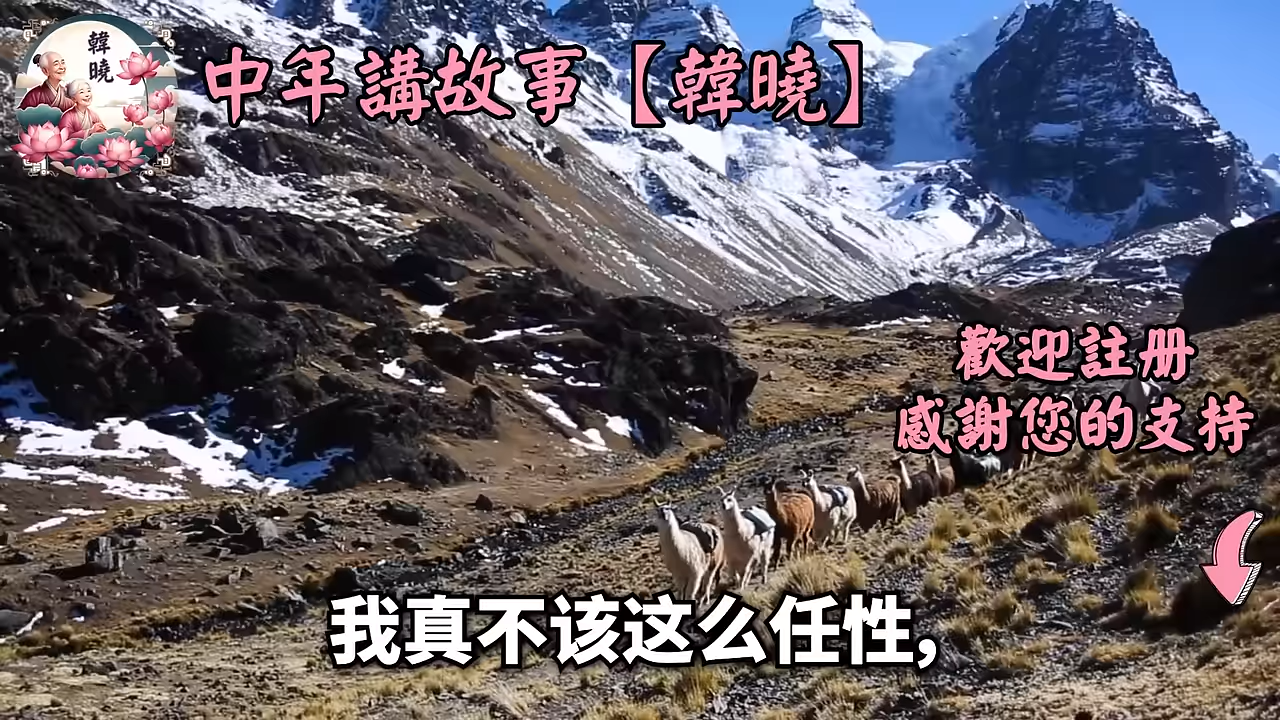 韓
曉
中年講故事【韓曉】
歡迎註册
感謝您的支持
我真不该这么任性,